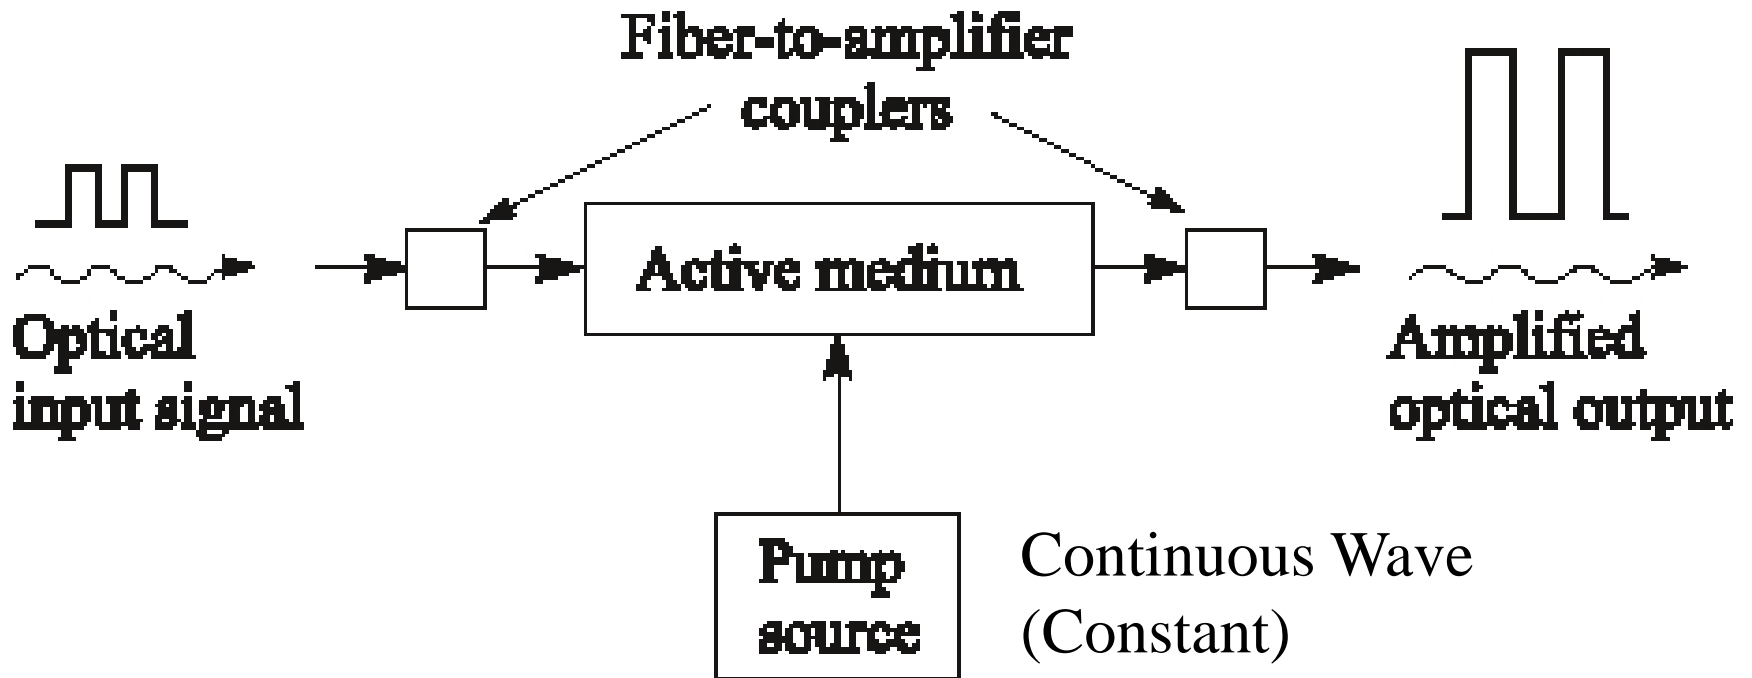 Fiber-to-amplifier
couplers
Active medium
Optical
input signal
Amplified
optical output
Pump
source
Continuous Wave
(Constant)